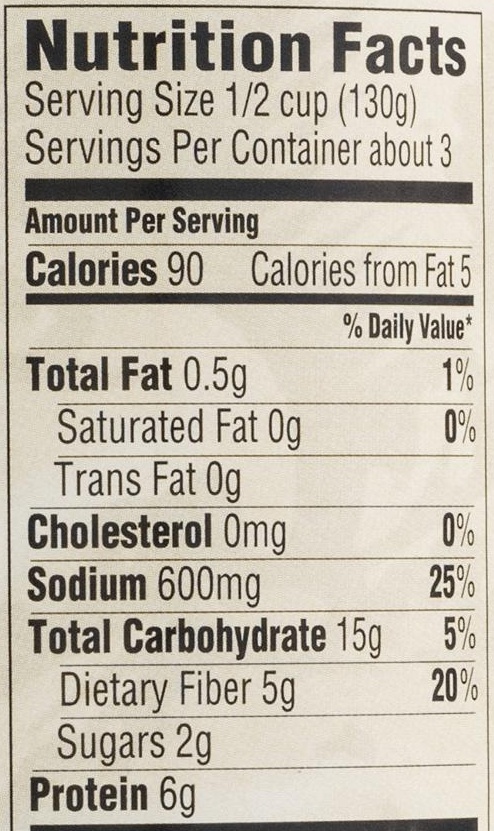 Nutrition Facts
Serving Size 1/2 cup (130g)
Servings Per Container about 3
Amount Per Serving
Calories 90 Calories from Fat 5
% Daily Value*
Total Fat 0.5g 1%
Saturated Fat 0g 0%
Trans Fat 0g
Cholesterol 0mg 0%
Sodium 600mg 25%
Total Carbohydrate 15g 5%
Dietary Fiber 5g 20%
Sugars 2g
Protein 6g